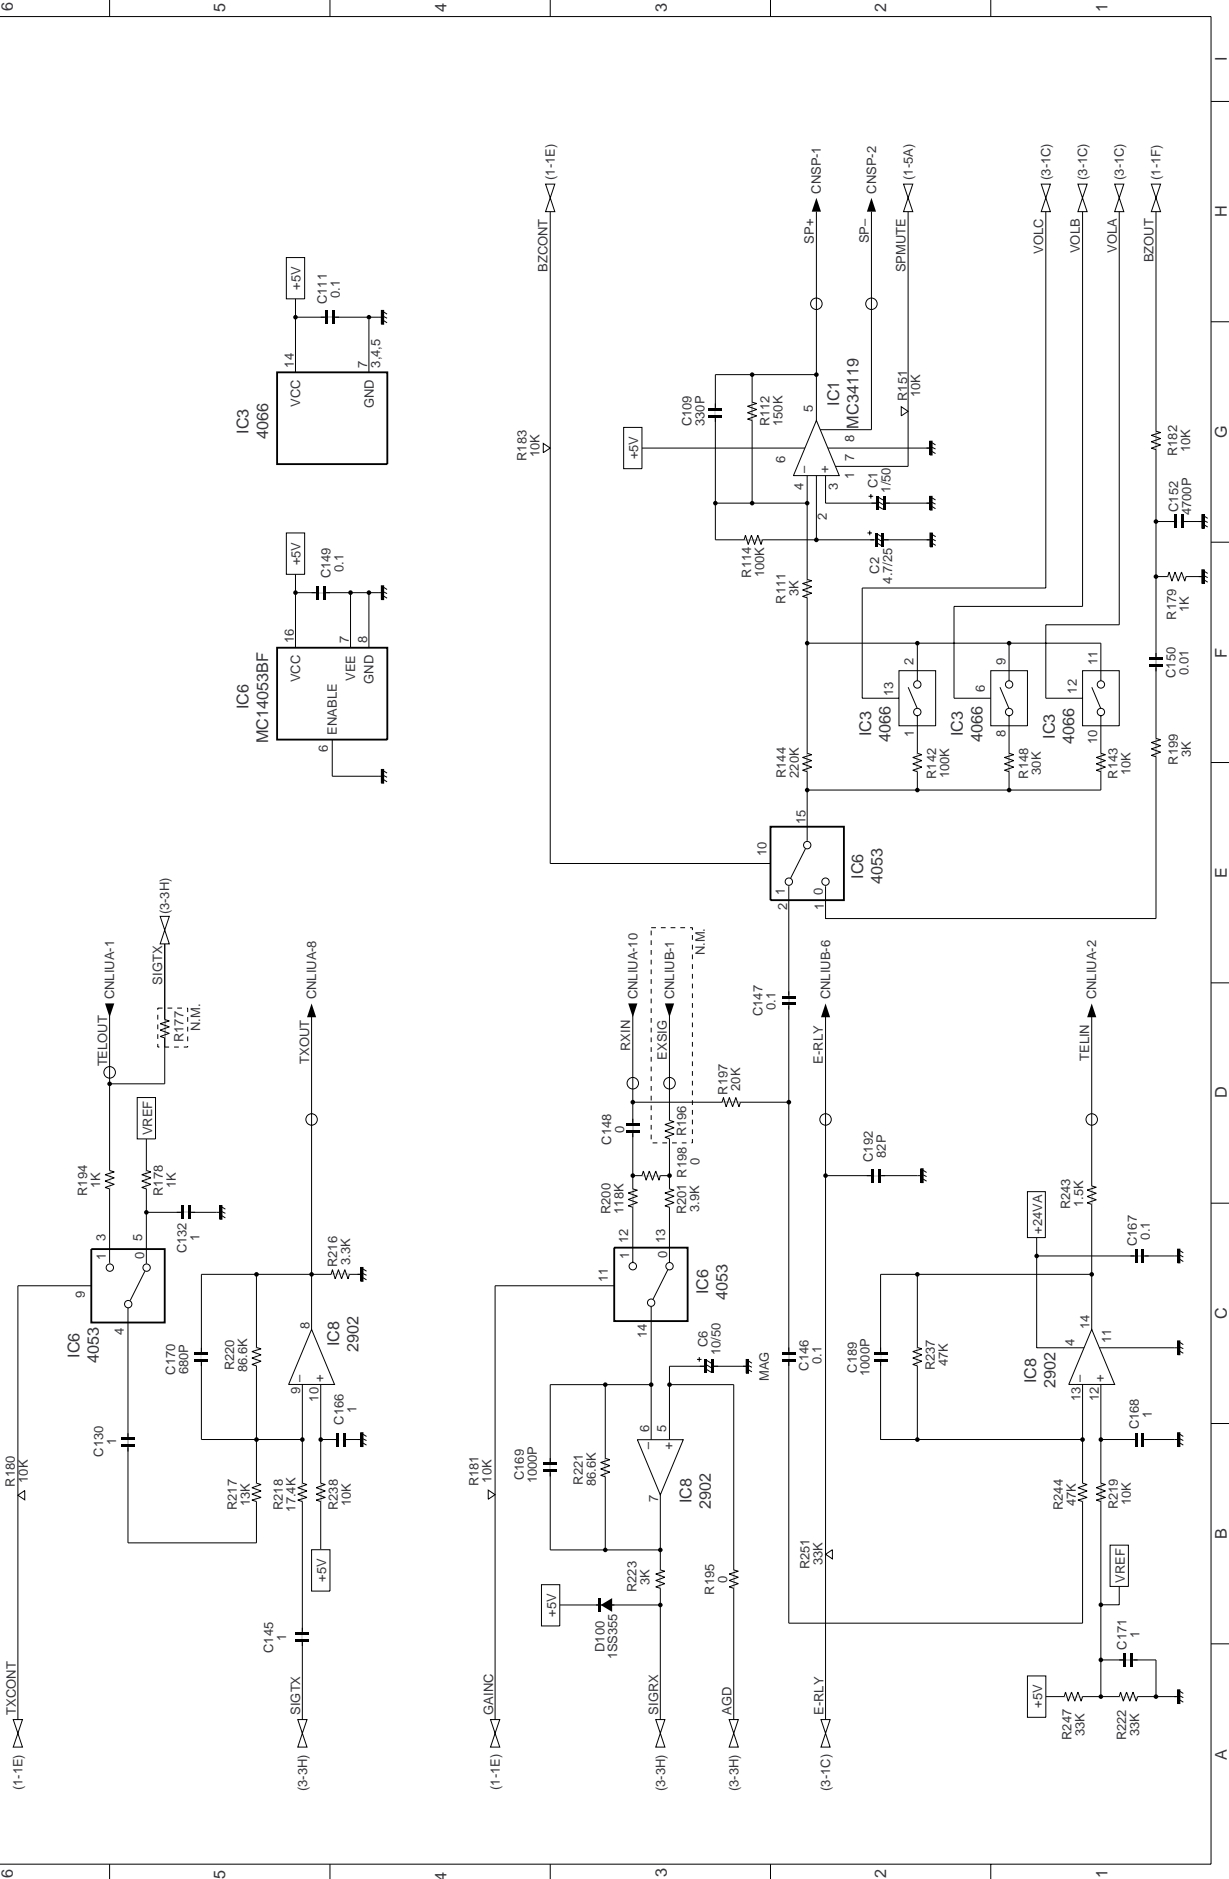 6
5
4
3
2
1
I
H
G
F
E
D
C
B
A
6
5
4
3
2
1
(1-1E)
TXCONT
R180
10K
9
IC6
4053
4
1
3
0
5
R194
1K
TELOUT
CNLIUA-1
R177
N.M.
SIGTX
(3-3H)
R178
1K
VREF
C132
1
C130
1
C170
680P
R220
86.6K
R217
13K
R218
17.4K
R238
10K
9
10
−
+
8
IC8
2902
C166
1
R216
3.3K
TXOUT
CNLIUA-8
+5V
C145
1
SIGTX
(3-3H)
IC6
MC14053BF
VCC
16
ENABLE
6
VEE
7
GND
8
+5V
C149
0.1
IC3
4066
VCC
14
GND
7
3,4,5
+5V
C111
0.1
(1-1E)
GAINC
R181
10K
11
IC6
4053
14
1
12
0
13
R200
118K
R201
3.9K
R198
0
C148
0
R196
RXIN
CNLIUA-10
EXSIG
CNLIUB-1
N.M.
R197
20K
C169
1000P
R221
86.6K
6
5
−
+
7
IC8
2902
C6
+
10/50
MAG
+5V
D100
1SS355
R223
3K
SIGRX
(3-3H)
R195
0
AGD
(3-3H)
BZCONT
(1-1E)
R183
10K
10
IC6
4053
1
2
0
1
15
C147
0.1
C146
0.1
(3-1C)
E-RLY
R251
33K
C192
82P
E-RLY
CNLIUB-6
R144
220K
R142
100K
R148
30K
R143
10K
IC3
4066
1
13
2
IC3
4066
8
6
9
IC3
4066
10
12
11
R111
3K
R114
100K
C109
330P
R112
150K
+5V
IC1
MC34119
4
−
+
3
2
6
5
8
7
1
C1
+
1/50
C2
+
4.7/25
R151
10K
SP+
CNSP-1
SP−
CNSP-2
SPMUTE
(1-5A)
VOLC
(3-1C)
VOLB
(3-1C)
VOLA
(3-1C)
BZOUT
(1-1F)
R182
10K
C152
4700P
R179
1K
C150
0.01
R199
3K
C189
1000P
R237
47K
IC8
2902
13
12
−
+
4
11
14
+24VA
C167
0.1
R243
1.5K
TELIN
CNLIUA-2
R244
47K
R219
10K
C168
1
VREF
C171
1
+5V
R247
33K
R222
33K